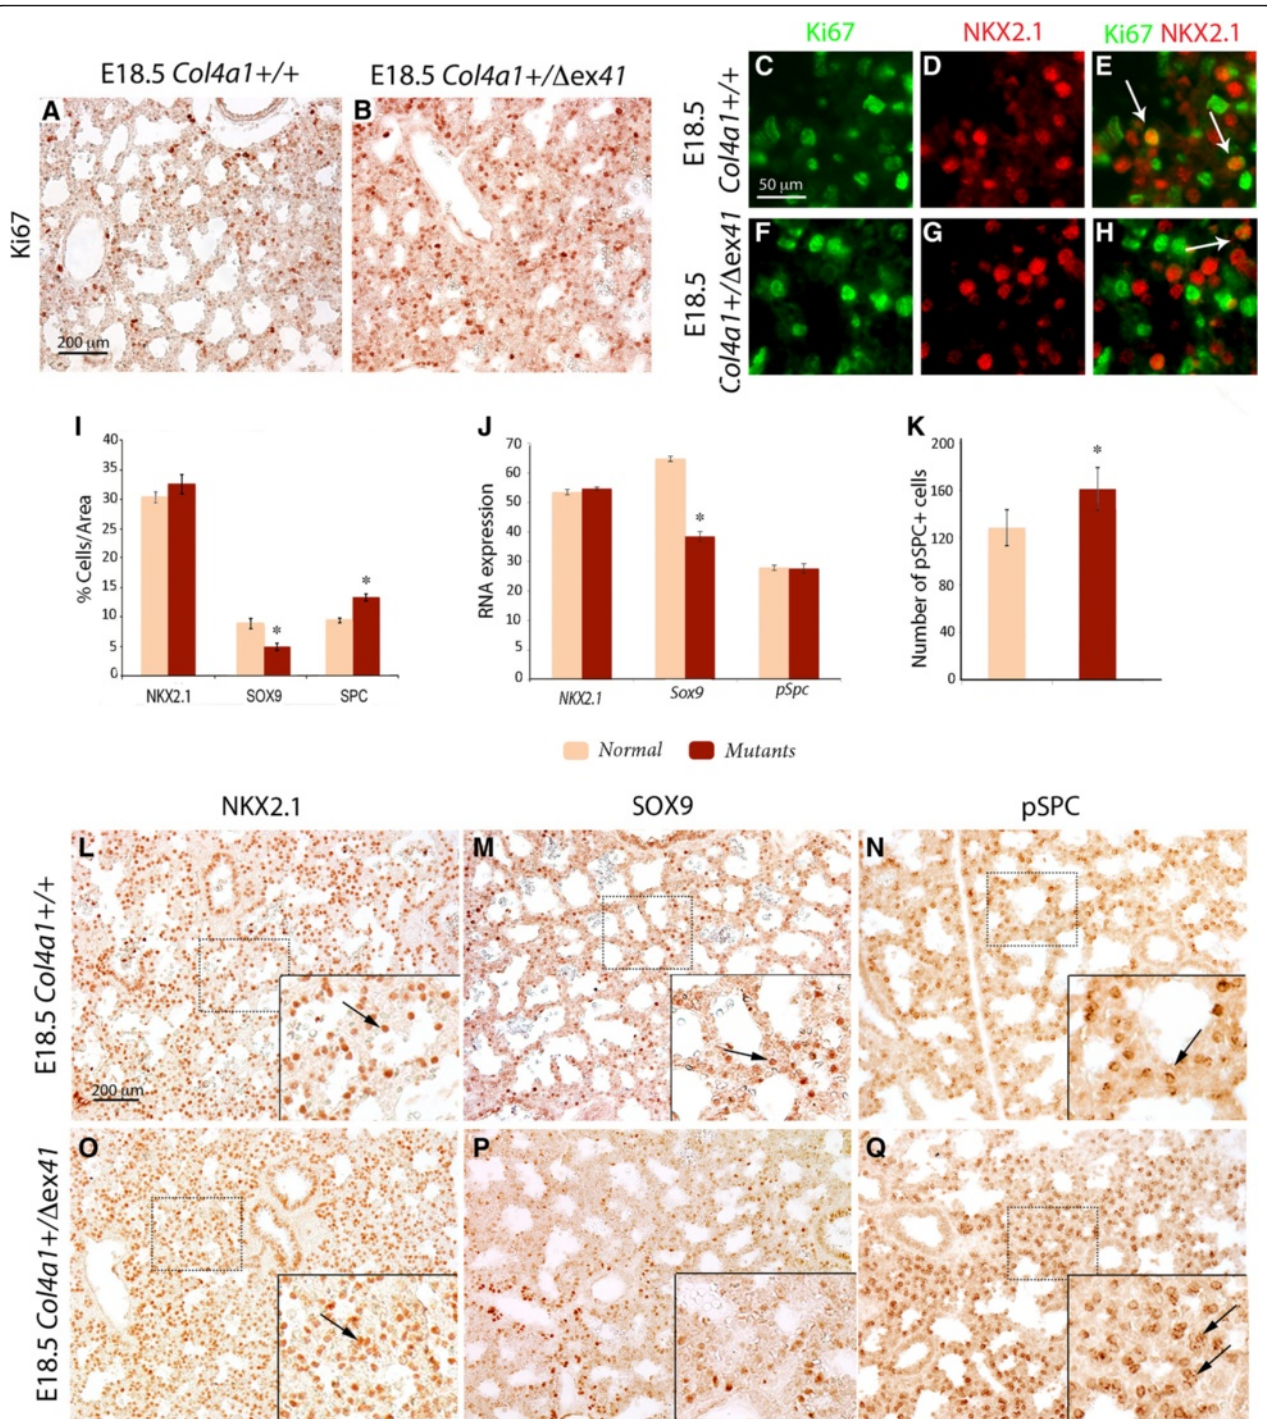 Ki67 NKX2.1 Ki67 NKX2.1
E18.5 Col4a1+/+ E18.5 Col4a1+/Δex41
A B
Ki67
200 μm
E18.5
Col4a1+/+
C D E
50 μm
E18.5
Col4a1+/Δex41
F G H
I
% Cells/Area
40
35
30
25
20
15
10
5
0
*
*
NKX2.1 SOX9 SPC
J
RNA expression
70
60
50
40
30
20
10
5
0
*
NKX2.1 Sox9 pSpc
K
Number of pSPC+ cells
200
160
120
80
40
0
*
Normal Mutants
NKX2.1 SOX9 pSPC
E18.5 Col4a1+/+
L M N
200 μm
E18.5 Col4a1+/Δex41
O P Q